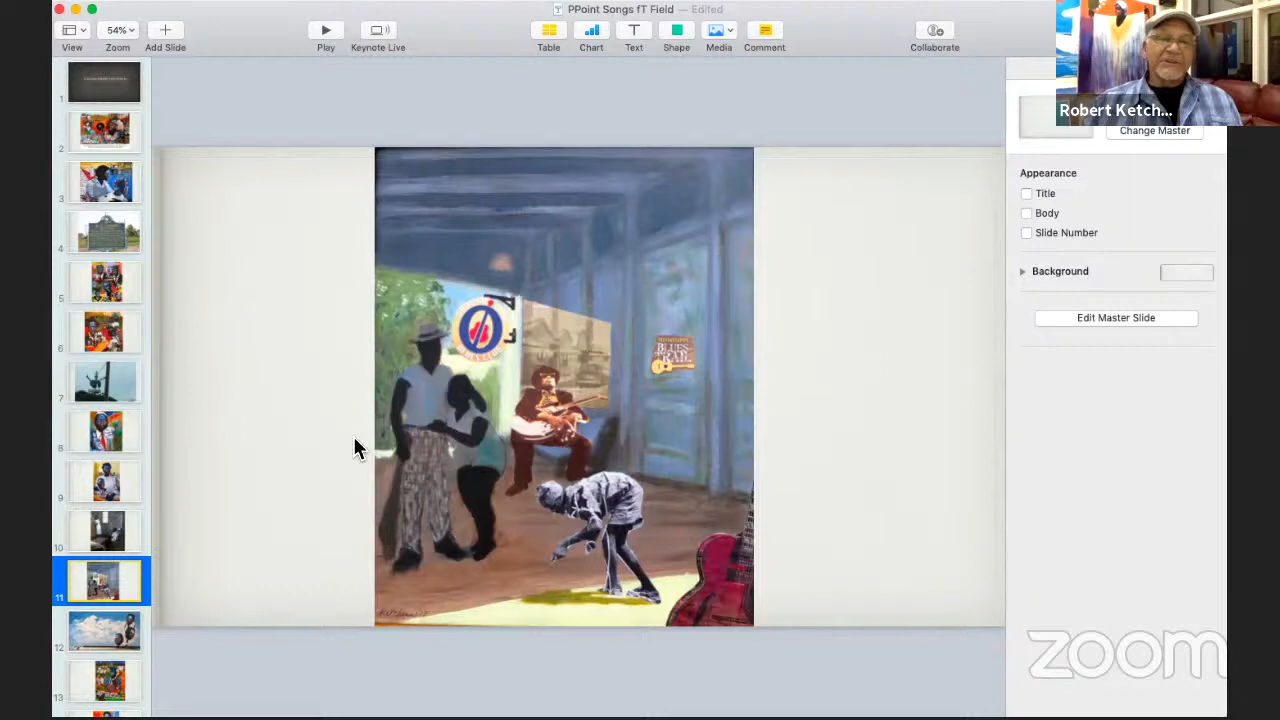 PPoint Songs fT Field — Edited
54%
View
Zoom
Add Slide
Play
Keynote Live
Table
Chart
Text
Shape
Media
Comment
Collaborate
Robert Ketch...
Change Master
Appearance
Title
Body
Slide Number
Background
Edit Master Slide
MISSISSIPPI
BLUES
TRAIL
1
2
3
4
5
6
7
8
9
10
11
12
13
zoom